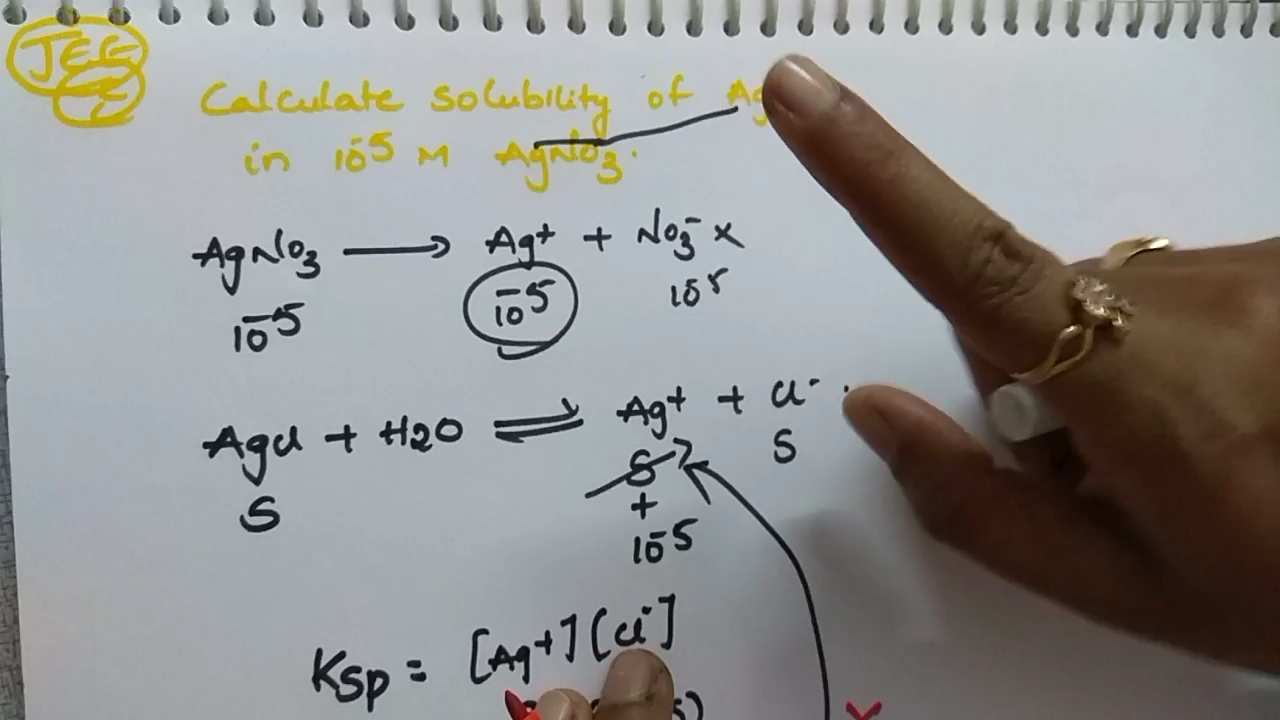 JEE
2
Calculate solubility of Ag
in 10⁻⁵ M AgNO₃.
AgNO₃ ⟶ Ag⁺ + NO₃⁻ x
10⁻⁵ 10⁻⁵ 10⁻⁵
AgCl + H2O ⇌ Ag⁺ + Cl⁻
S S S
+
10⁻⁵
Ksp = [Ag⁺] [Cl⁻]